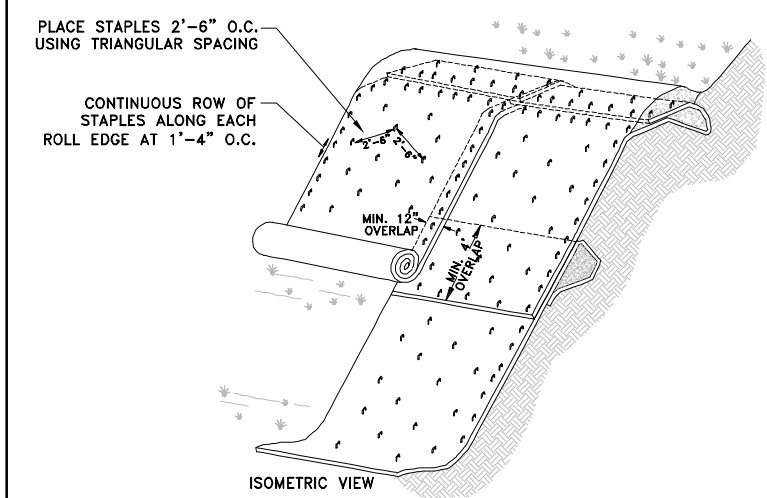 PLACE STAPLES 2'-6" O.C.
USING TRIANGULAR SPACING
CONTINUOUS ROW OF
STAPLES ALONG EACH
ROLL EDGE AT 1'-4" O.C.
2'-6"
2'-6"
MIN. 12"
OVERLAP
MIN. 4'
OVERLAP
ISOMETRIC VIEW